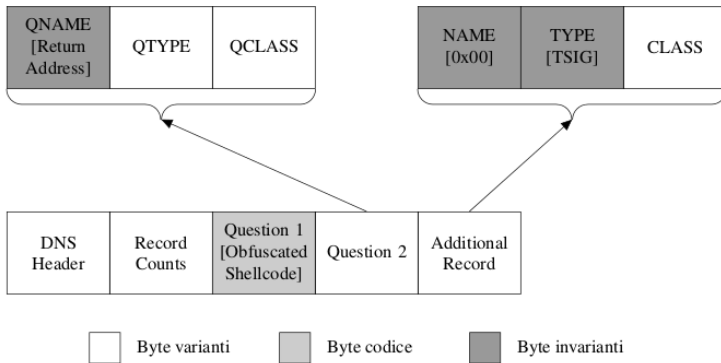 QNAME
[Return
Address]
QTYPE
QCLASS
NAME
[0x00]
TYPE
[TSIG]
CLASS
DNS
Header
Record
Counts
Question 1
[Obfuscated
Shellcode]
Question 2
Additional
Record
Byte varianti
Byte codice
Byte invarianti